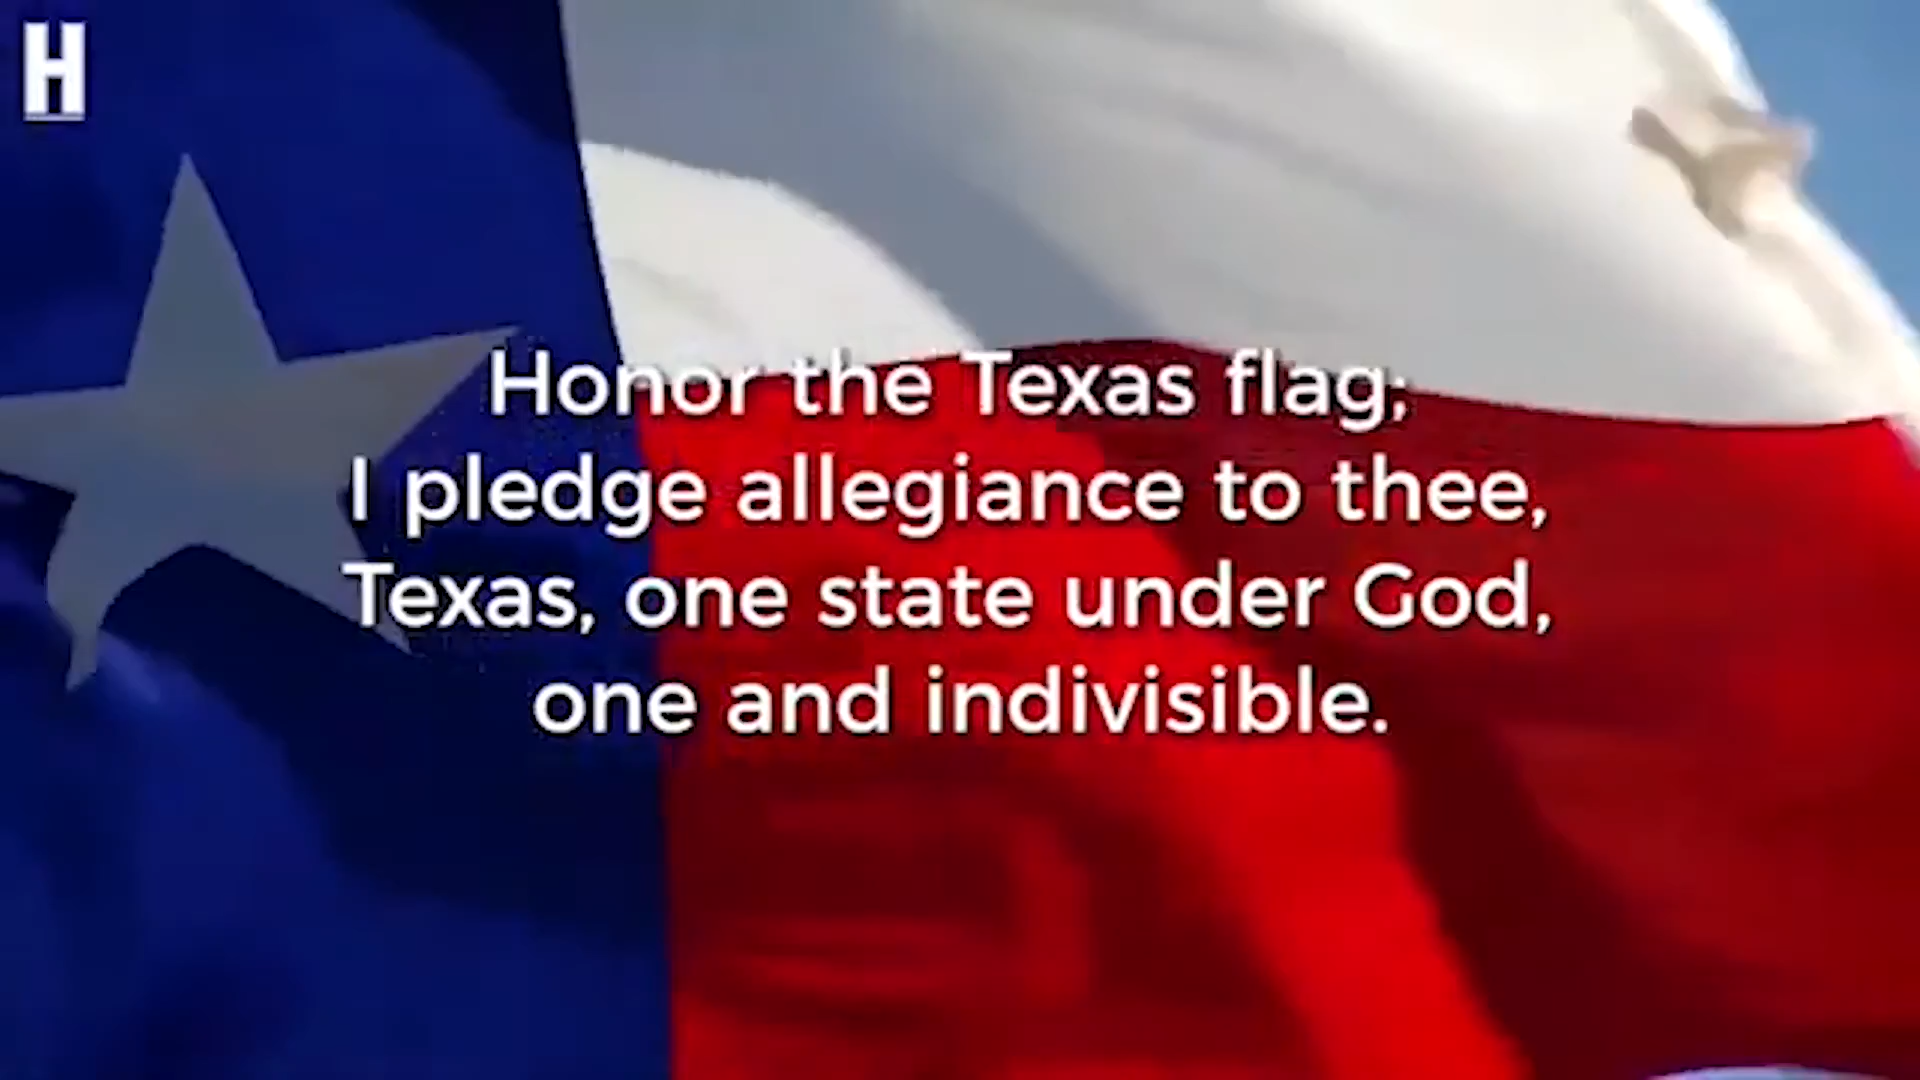 H
Honor the Texas flag;
I pledge allegiance to thee,
Texas, one state under God,
one and indivisible.